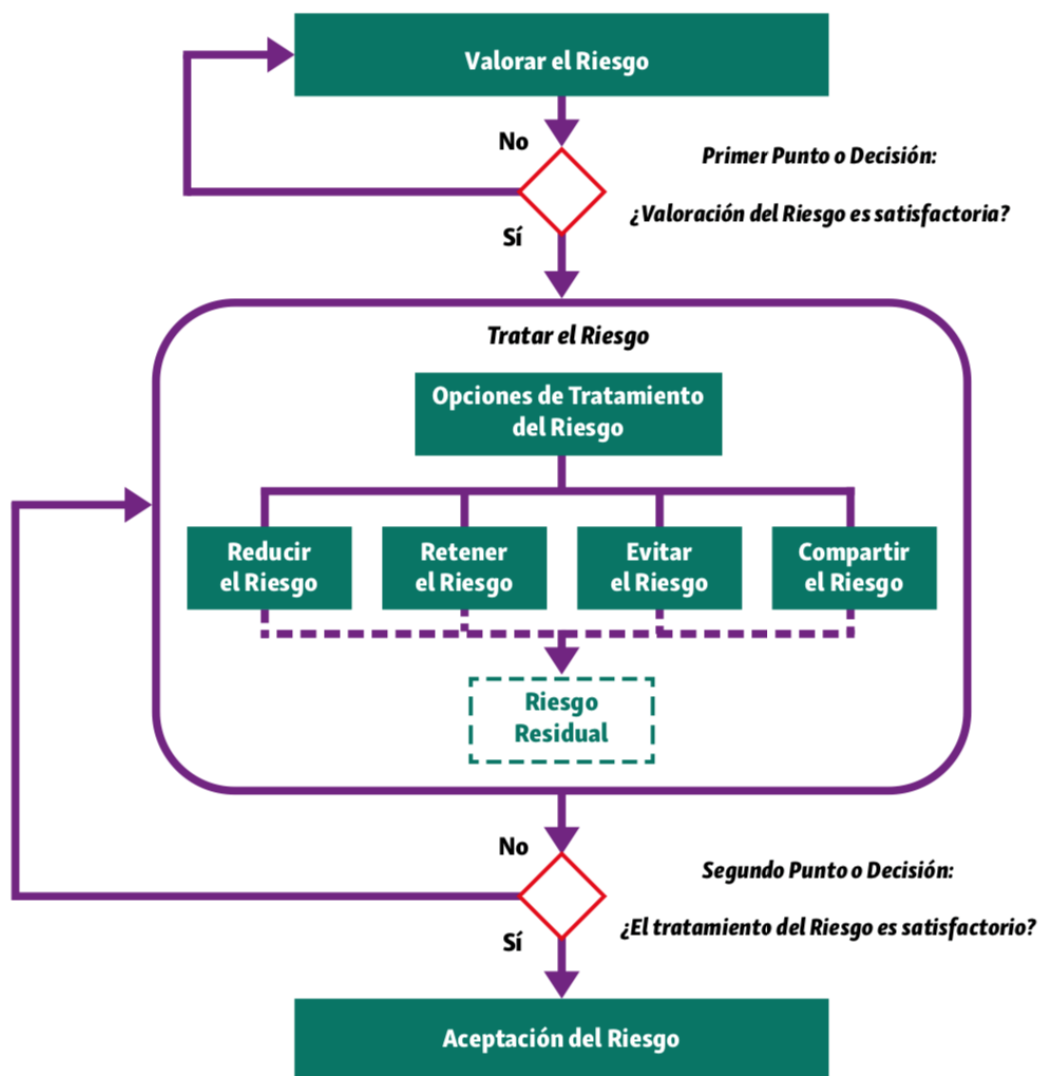 Valorar el Riesgo
No
Primer Punto o Decisión:
¿Valoración del Riesgo es satisfactoria?
Sí
Tratar el Riesgo
Opciones de Tratamiento
del Riesgo
Reducir
el Riesgo
Retener
el Riesgo
Evitar
el Riesgo
Compartir
el Riesgo
Riesgo
Residual
No
Segundo Punto o Decisión:
¿El tratamiento del Riesgo es satisfactorio?
Sí
Aceptación del Riesgo